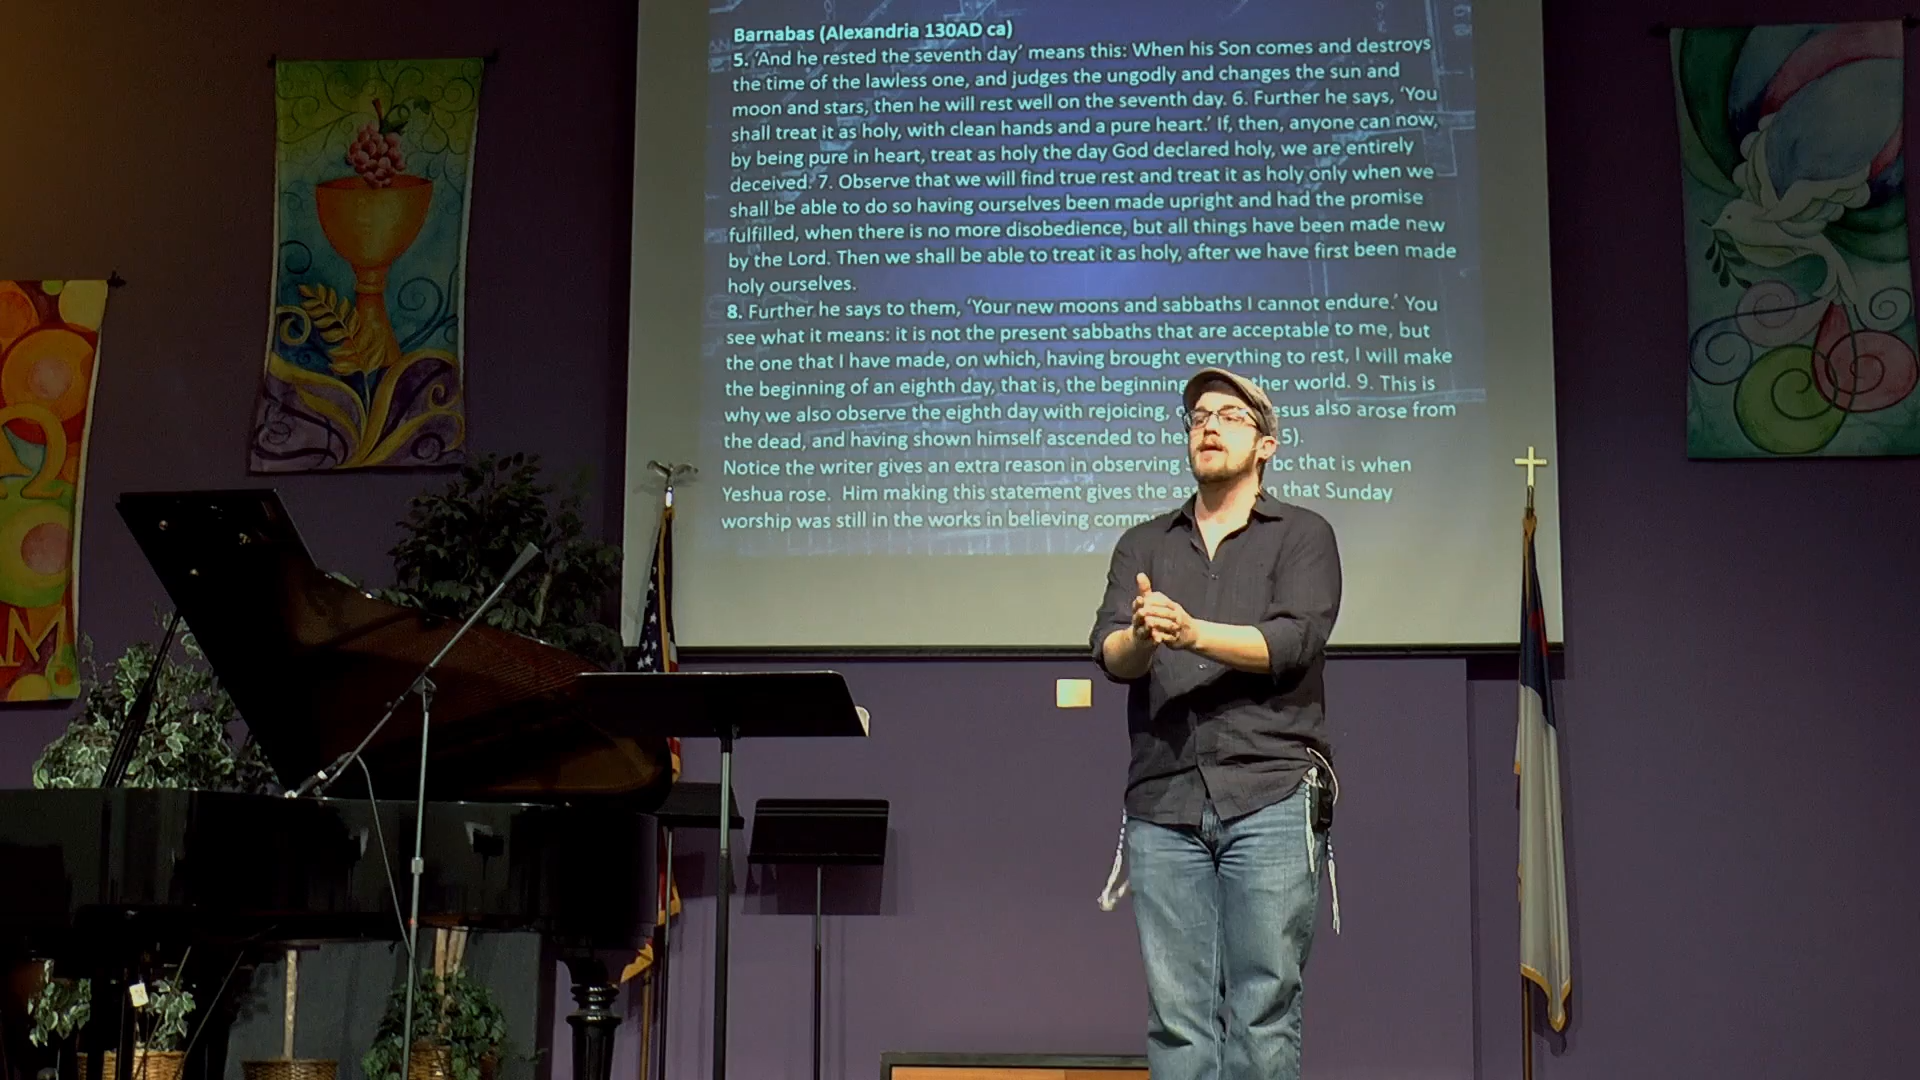 Barnabas (Alexandria 130AD ca)
5. 'And he rested the seventh day' means this: When his Son comes and destroys
the time of the lawless one, and judges the ungodly and changes the sun and
moon and stars, then he will rest well on the seventh day. 6. Further he says, 'You
shall treat it as holy, with clean hands and a pure heart.' If, then, anyone can now,
by being pure in heart, treat as holy the day God declared holy, we are entirely
deceived. 7. Observe that we will find true rest and treat it as holy only when we
shall be able to do so having ourselves been made upright and had the promise
fulfilled, when there is no more disobedience, but all things have been made new
by the Lord. Then we shall be able to treat it as holy, after we have first been made
holy ourselves.
8. Further he says to them, 'Your new moons and sabbaths I cannot endure.' You
see what it means: it is not the present sabbaths that are acceptable to me, but
the one that I have made, on which, having brought everything to rest, I will make
the beginning of an eighth day, that is, the beginning ther world. 9. This is
why we also observe the eighth day with rejoicing, esus also arose from
the dead, and having shown himself ascended to 5).
Notice the writer gives an extra reason in observing bc that is when
Yeshua rose. Him making this statement gives the that Sunday
worship was still in the works in believing
Ω
AM